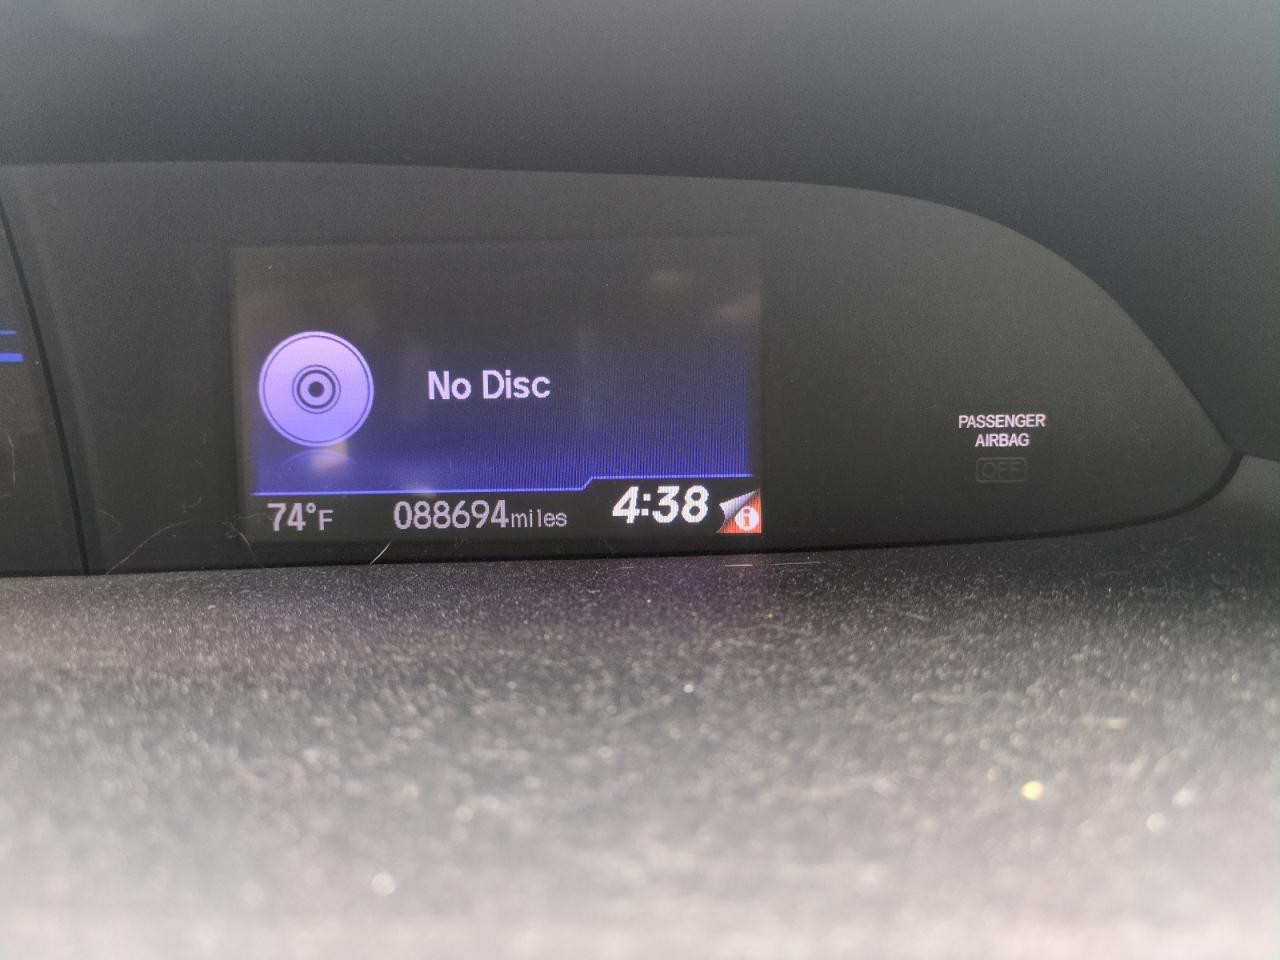 No Disc
74°F 088694miles 4:38 i
PASSENGER
AIRBAG
OFF